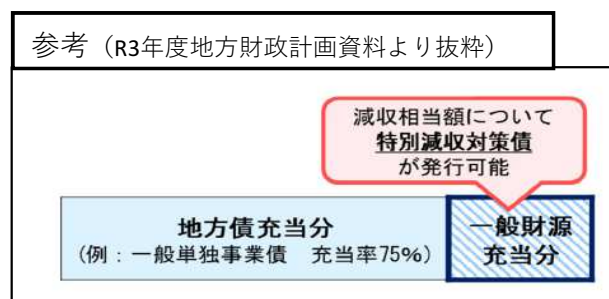 参考（R3年度地方財政計画資料より抜粋）
減収相当額について
特別減収対策債
が発行可能
地方債充当分
（例：一般単独事業債　充当率75%）
一般財源
充当分